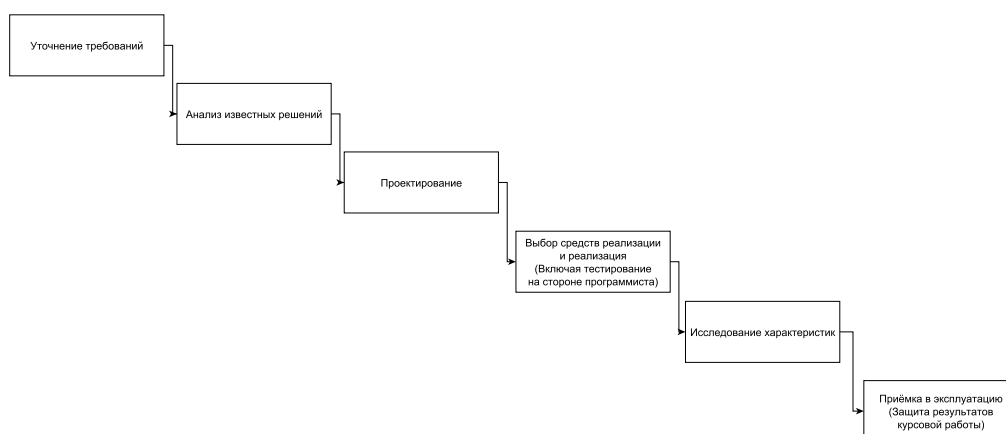 Уточнение требований
Анализ известных решений
Проектирование
Выбор средств реализации
и реализация
(Включая тестирование
на стороне программиста)
Исследование характеристик
Приёмка в эксплуатацию
(Защита результатов
курсовой работы)